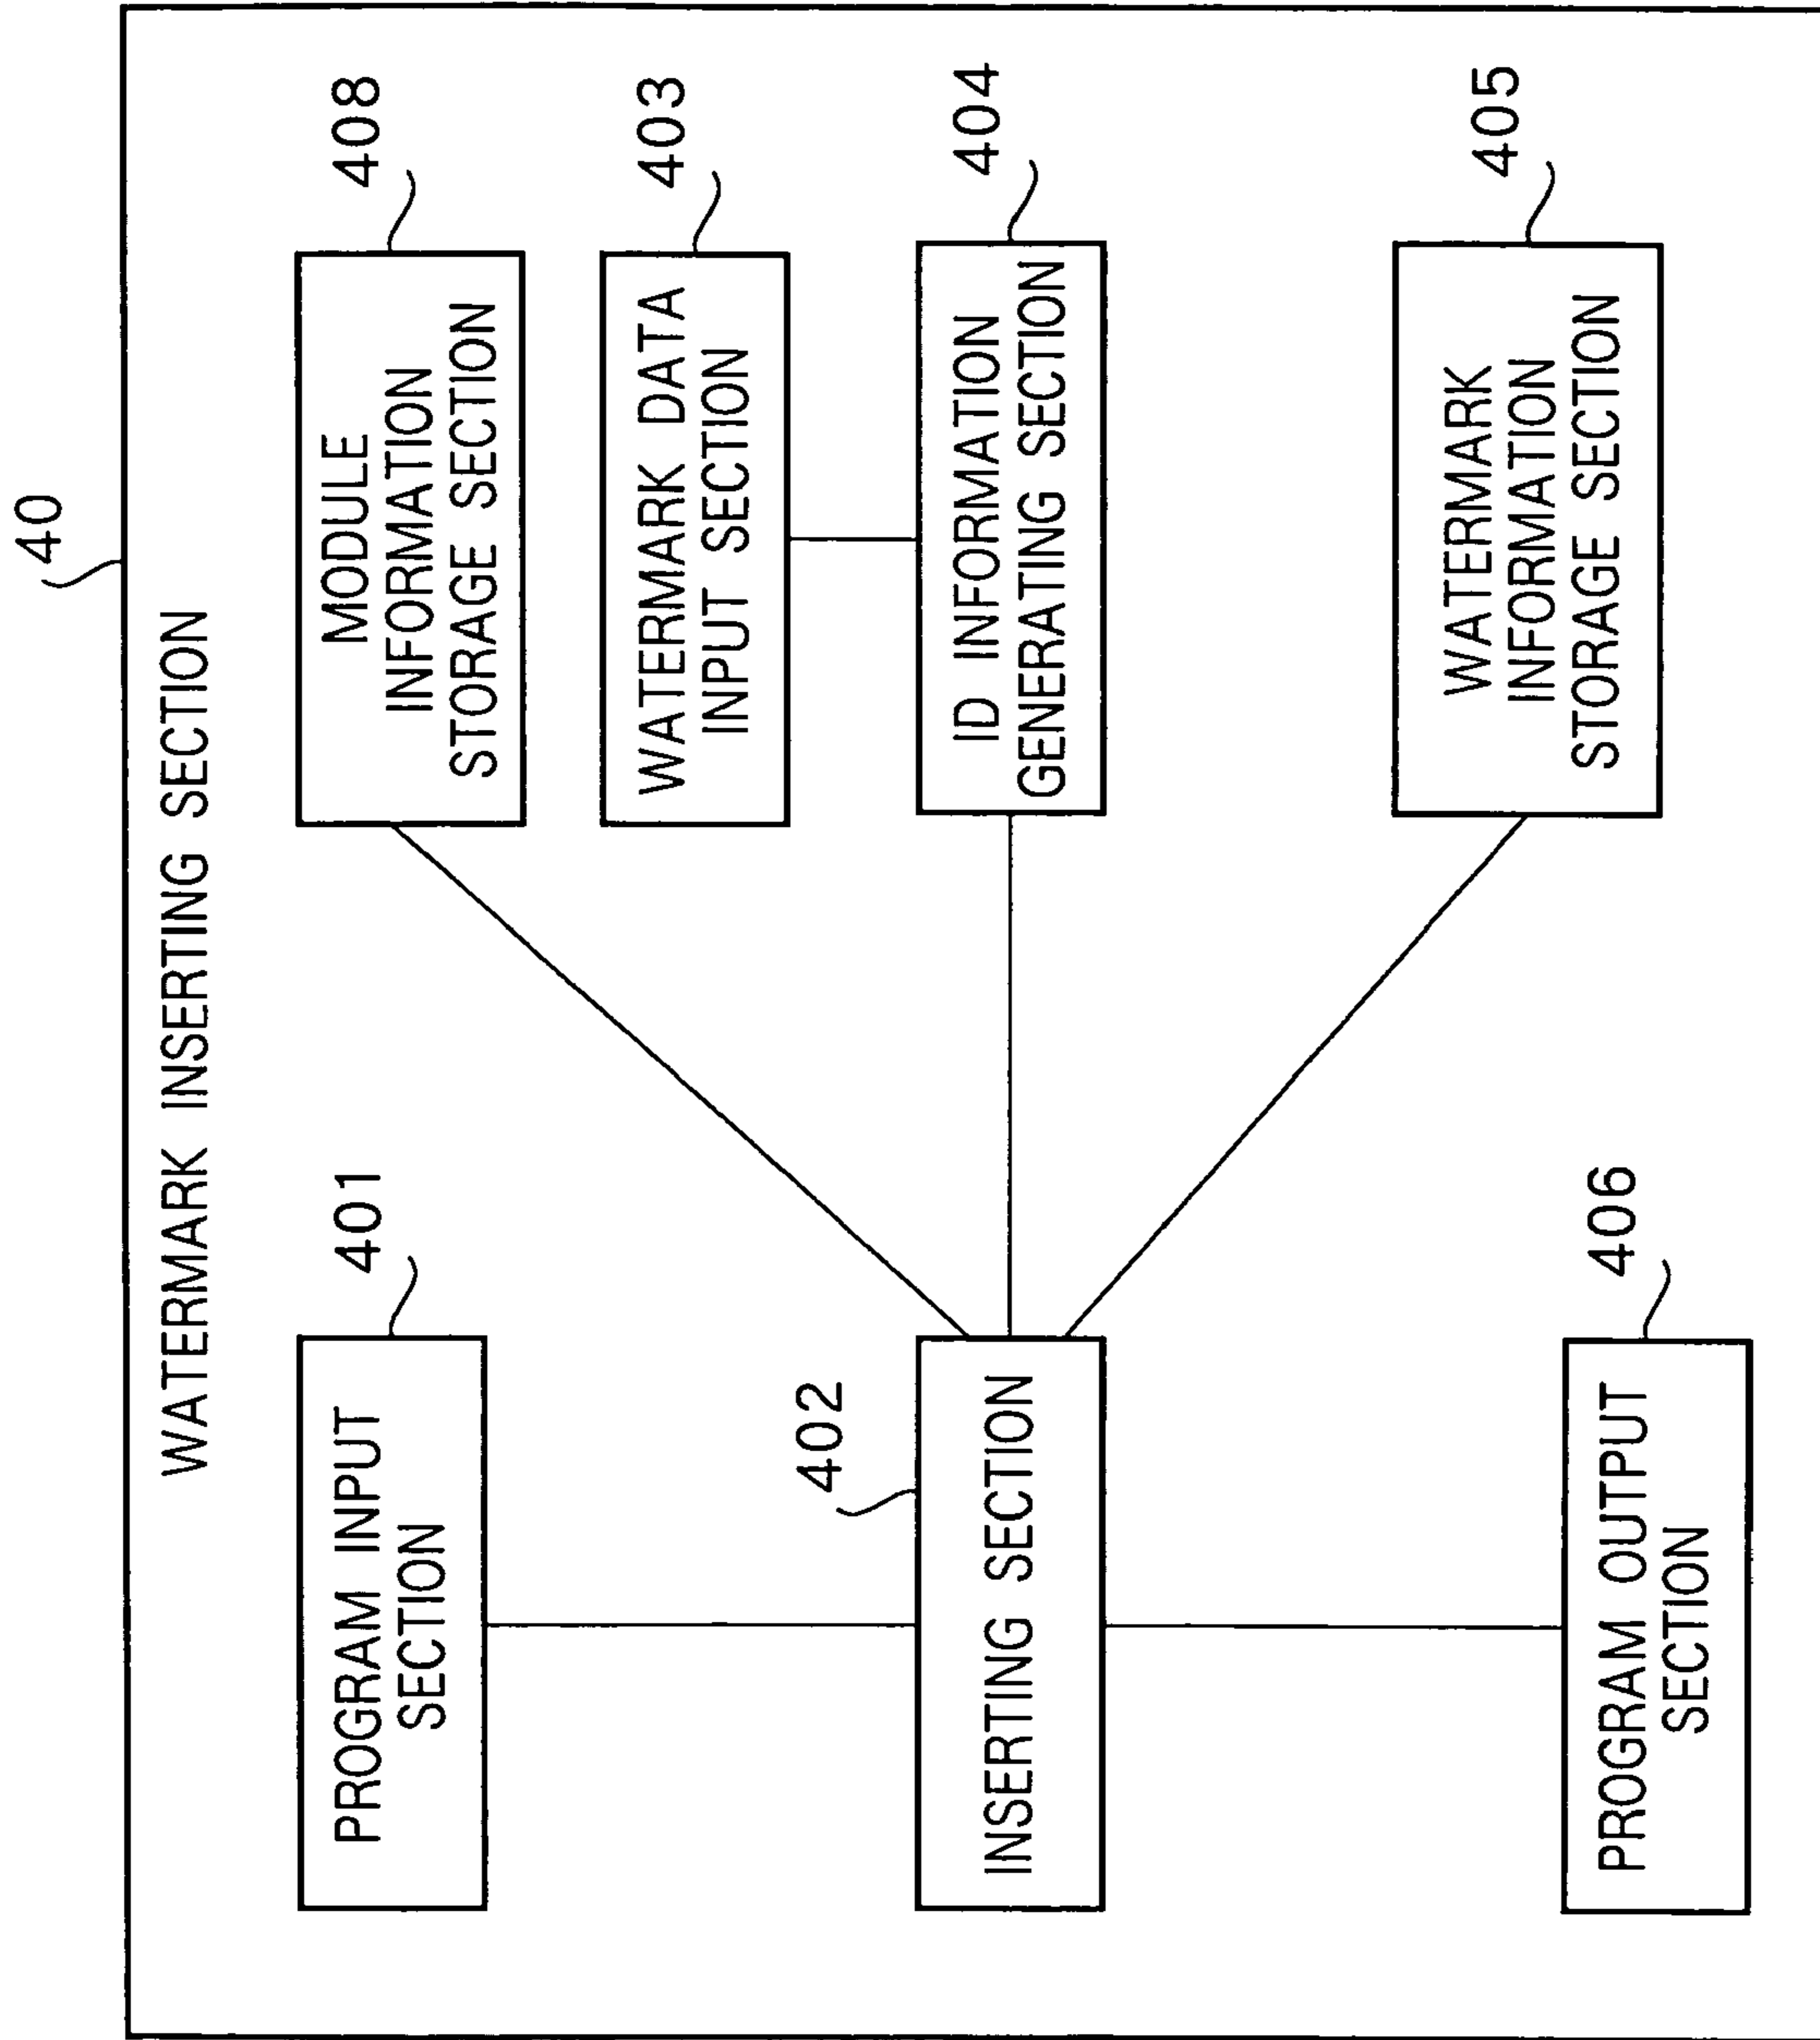 40
WATERMARK INSERTING SECTION
401
PROGRAM INPUT
SECTION
408
MODULE
INFORMATION
STORAGE SECTION
403
WATERMARK DATA
INPUT SECTION
402
INSERTING SECTION
404
ID INFORMATION
GENERATING SECTION
405
WATERMARK
INFORMATION
STORAGE SECTION
406
PROGRAM OUTPUT
SECTION